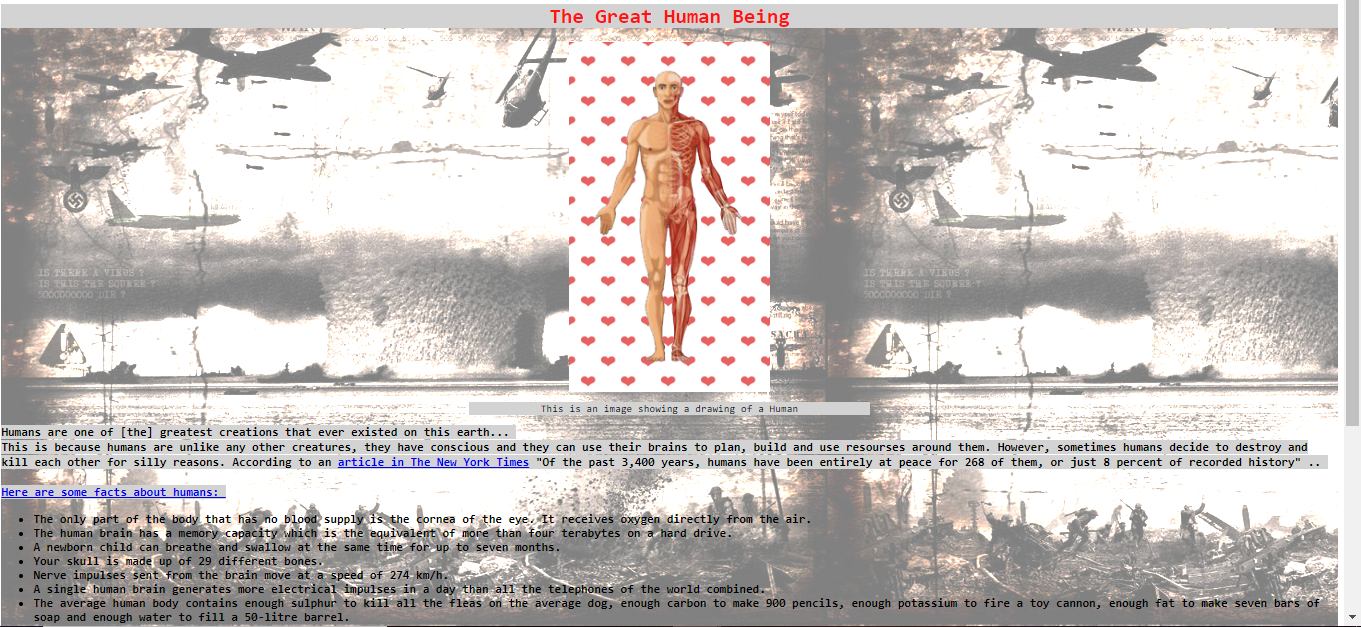 The Great Human Being
IS THERE A VIRUS ?
IS THIS THE SQUARE ?
5000000000 DIE ?
IS THERE A VIRUS ?
IS THIS THE SQUARE ?
5000000000 DIE ?
SACHA
This is an image showing a drawing of a Human
Humans are one of [the] greatest creations that ever existed on this earth...
This is because humans are unlike any other creatures, they have conscious and they can use their brains to plan, build and use resourses around them. However, sometimes humans decide to destroy and
kill each other for silly reasons. According to an article in The New York Times "Of the past 3,400 years, humans have been entirely at peace for 268 of them, or just 8 percent of recorded history" ..
Here are some facts about humans:
• The only part of the body that has no blood supply is the cornea of the eye. It receives oxygen directly from the air.
• The human brain has a memory capacity which is the equivalent of more than four terabytes on a hard drive.
• A newborn child can breathe and swallow at the same time for up to seven months.
• Your skull is made up of 29 different bones.
• Nerve impulses sent from the brain move at a speed of 274 km/h.
• A single human brain generates more electrical impulses in a day than all the telephones of the world combined.
• The average human body contains enough sulphur to kill all the fleas on the average dog, enough carbon to make 900 pencils, enough potassium to fire a toy cannon, enough fat to make seven bars of
soap and enough water to fill a 50-litre barrel.